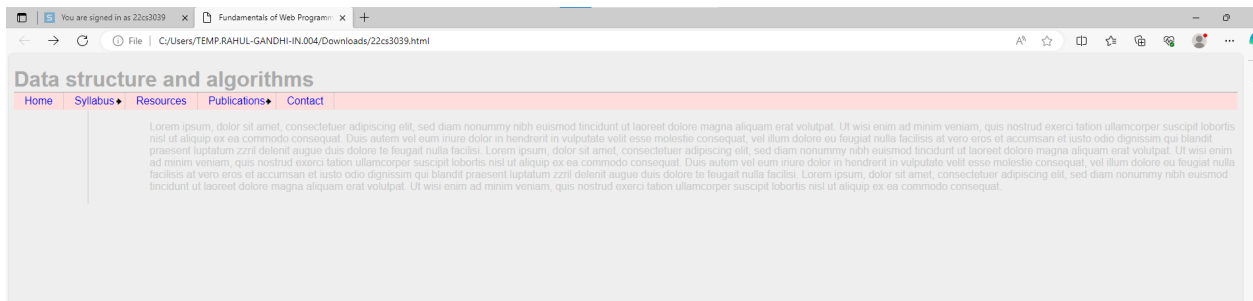 You are signed in as 22cs3039
Fundamentals of Web Programm
File | C:/Users/TEMP.RAHUL-GANDHI-IN.004/Downloads/22cs3039.html
Data structure and algorithms
Home Syllabus Resources Publications Contact
Lorem ipsum, dolor sit amet, consectetuer adipiscing elit, sed diam nonummy nibh euismod tincidunt ut laoreet dolore magna aliquam erat volutpat. Ut wisi enim ad minim veniam, quis nostrud exerci tation ullamcorper suscipit lobortis
nisl ut aliquip ex ea commodo consequat. Duis autem vel eum iriure dolor in hendrerit in vulputate velit esse molestie consequat, vel illum dolore eu feugiat nulla facilisis at vero eros et accumsan et iusto odio dignissim qui blandit
praesent luptatum zzril delenit augue duis dolore te feugait nulla facilisi. Lorem ipsum, dolor sit amet, consectetuer adipiscing elit, sed diam nonummy nibh euismod tincidunt ut laoreet dolore magna aliquam erat volutpat. Ut wisi enim
ad minim veniam, quis nostrud exerci tation ullamcorper suscipit lobortis nisl ut aliquip ex ea commodo consequat. Duis autem vel eum iriure dolor in hendrerit in vulputate velit esse molestie consequat, vel illum dolore eu feugiat nulla
facilisis at vero eros et accumsan et iusto odio dignissim qui blandit praesent luptatum zzril delenit augue duis dolore te feugait nulla facilisi. Lorem ipsum, dolor sit amet, consectetuer adipiscing elit, sed diam nonummy nibh euismod
tincidunt ut laoreet dolore magna aliquam erat volutpat. Ut wisi enim ad minim veniam, quis nostrud exerci tation ullamcorper suscipit lobortis nisl ut aliquip ex ea commodo consequat.